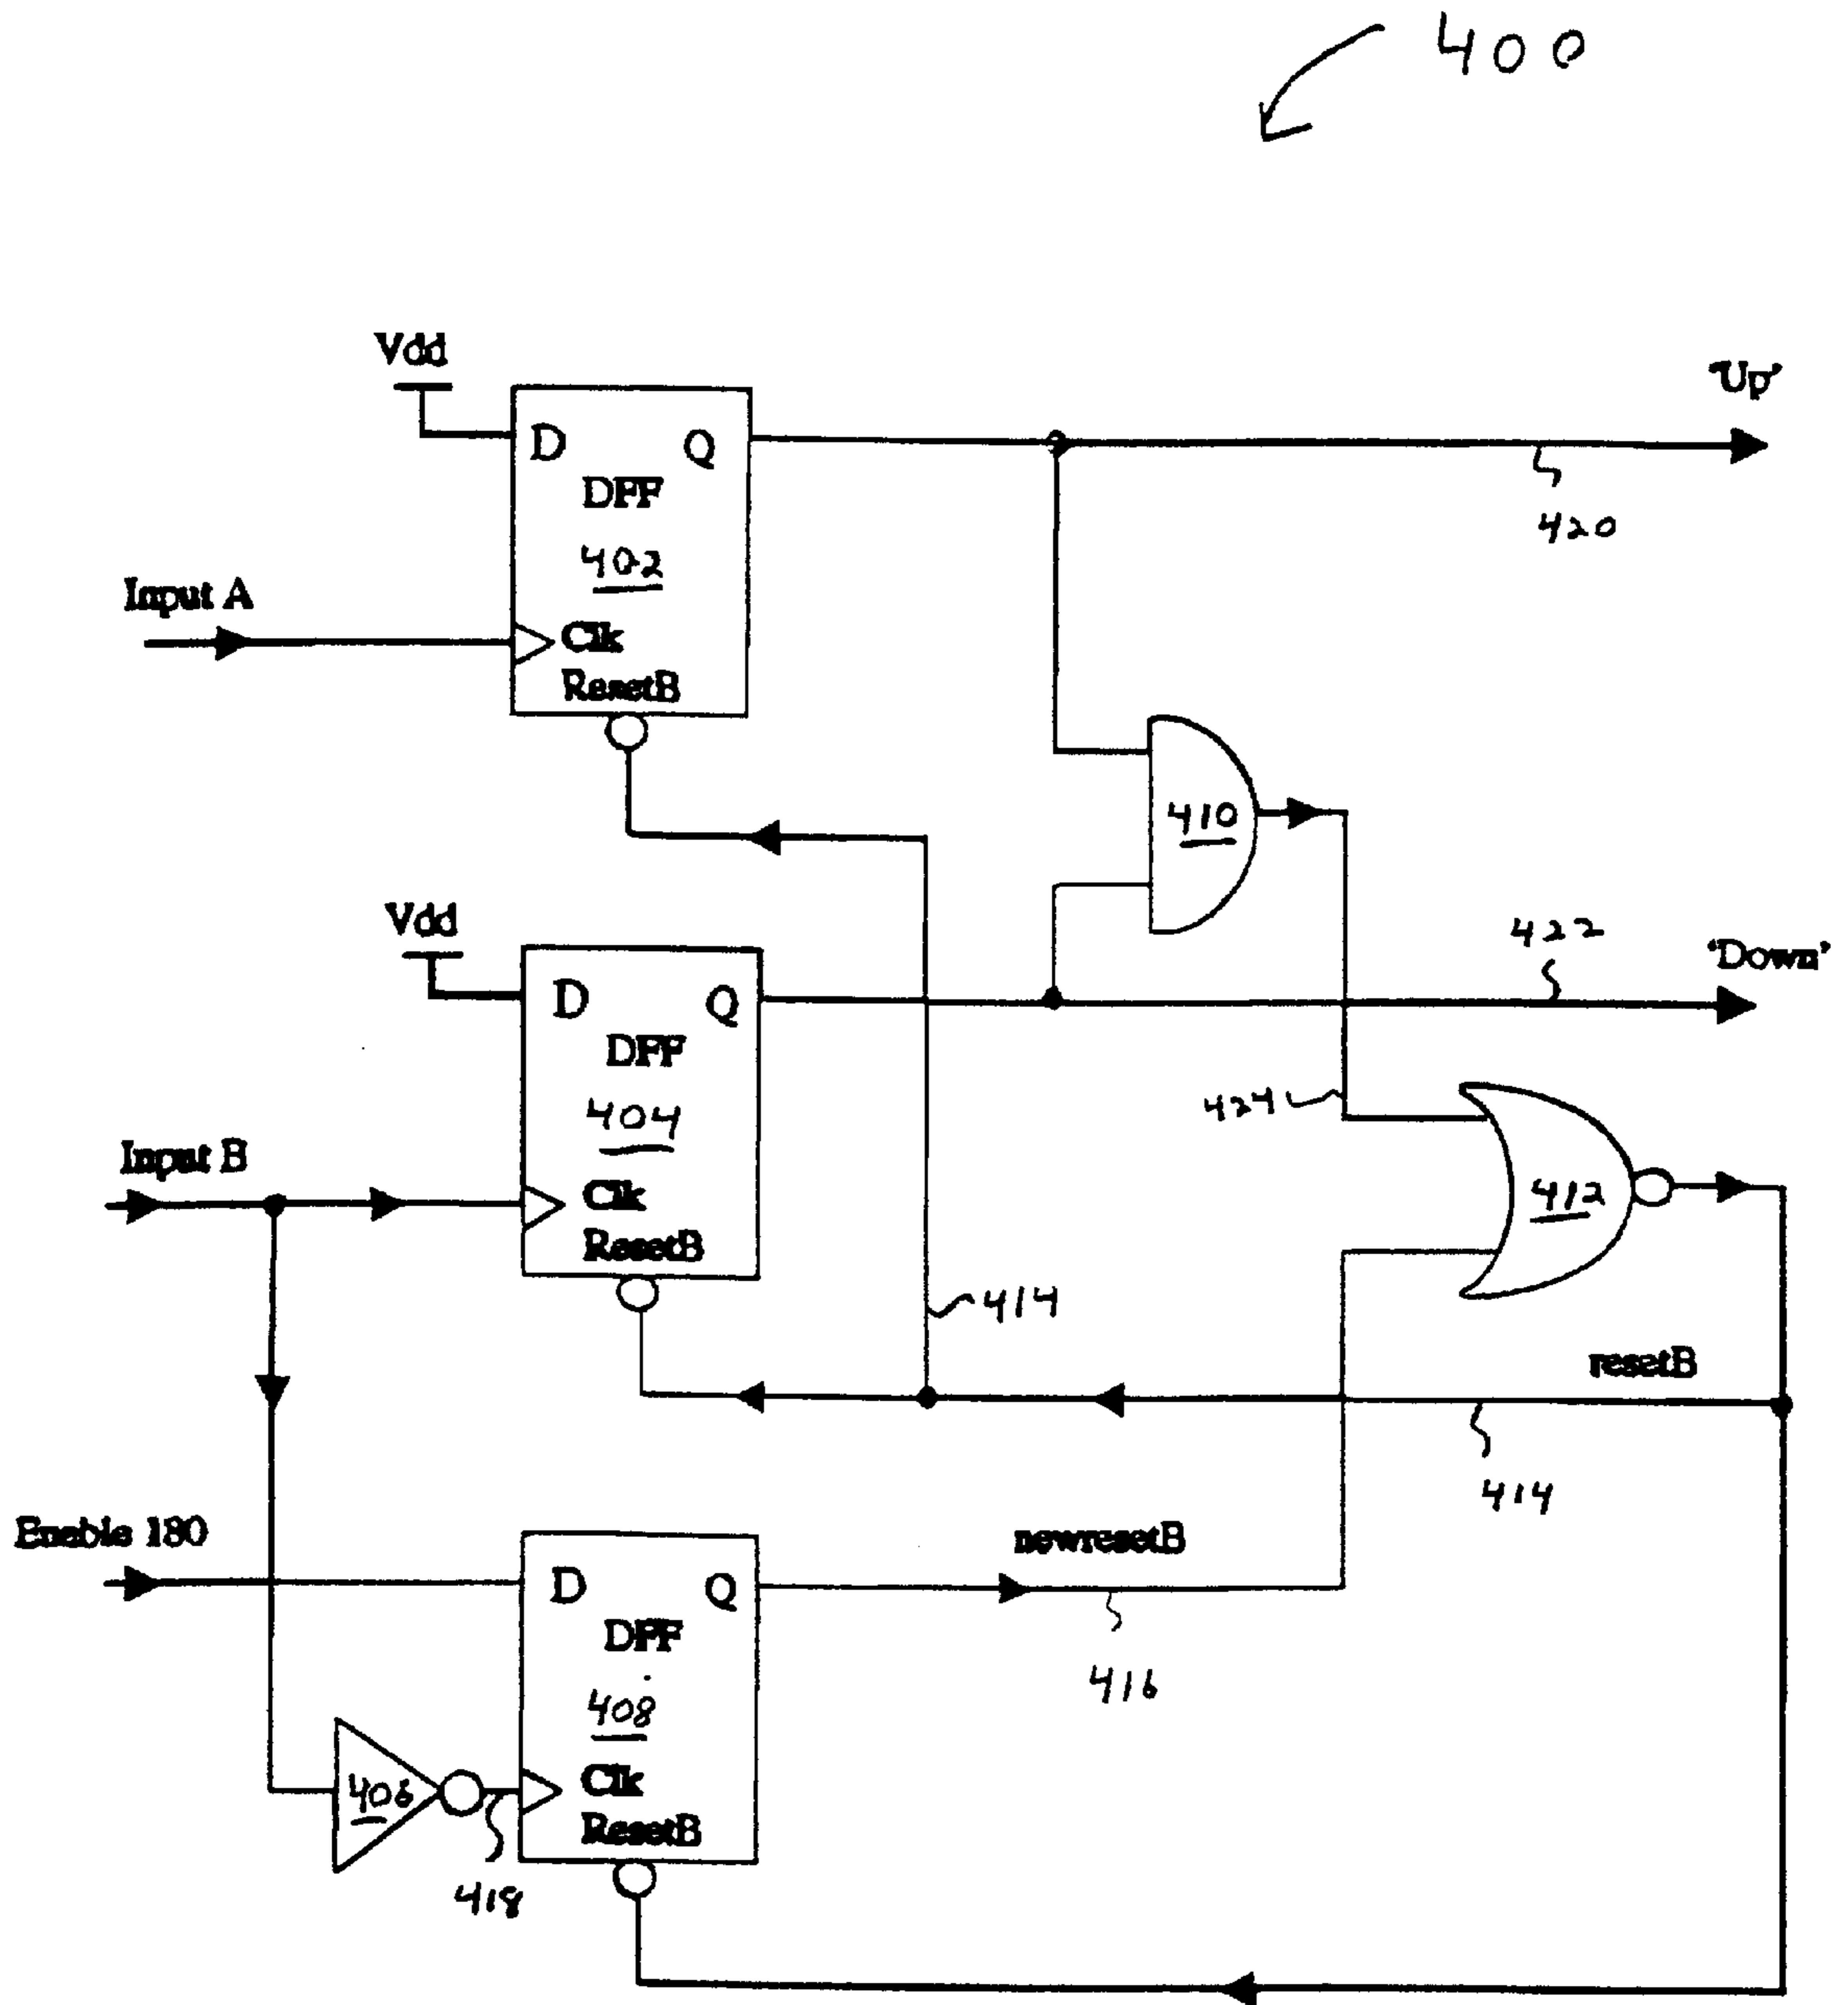 400
Vdd
'Up'
D Q
DFF
420
402
Input A
Clk
ResetB
410
Vdd
422
'Down'
D Q
DFF
424
404
Input B
412
Clk
ResetB
414
resetB
414
Enable 180
newresetB
D Q
DFF
416
408
Clk
406
ResetB
418